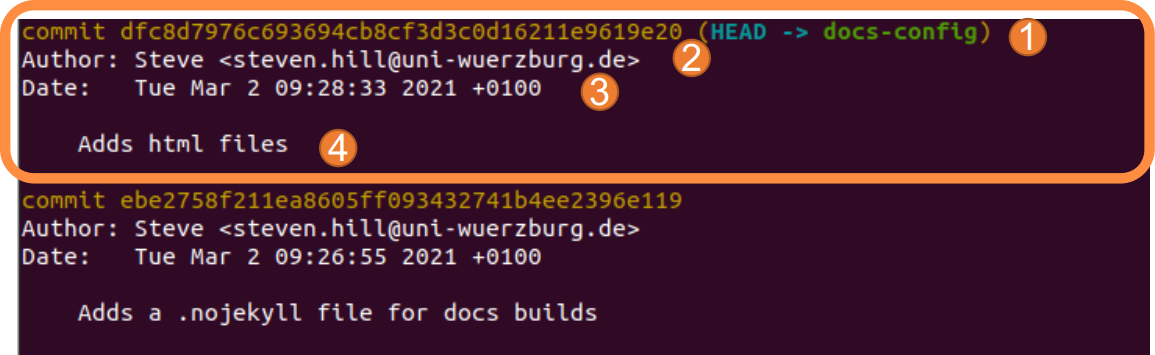 commit dfc8d7976c693694cb8cf3d3c0d16211e9619e20 (HEAD -> docs-config) 1
Author: Steve <steven.hill@uni-wuerzburg.de> 2
Date:   Tue Mar 2 09:28:33 2021 +0100 3
    Adds html files 4
commit ebe2758f211ea8605ff093432741b4ee2396e119
Author: Steve <steven.hill@uni-wuerzburg.de>
Date:   Tue Mar 2 09:26:55 2021 +0100
    Adds a .nojekyll file for docs builds